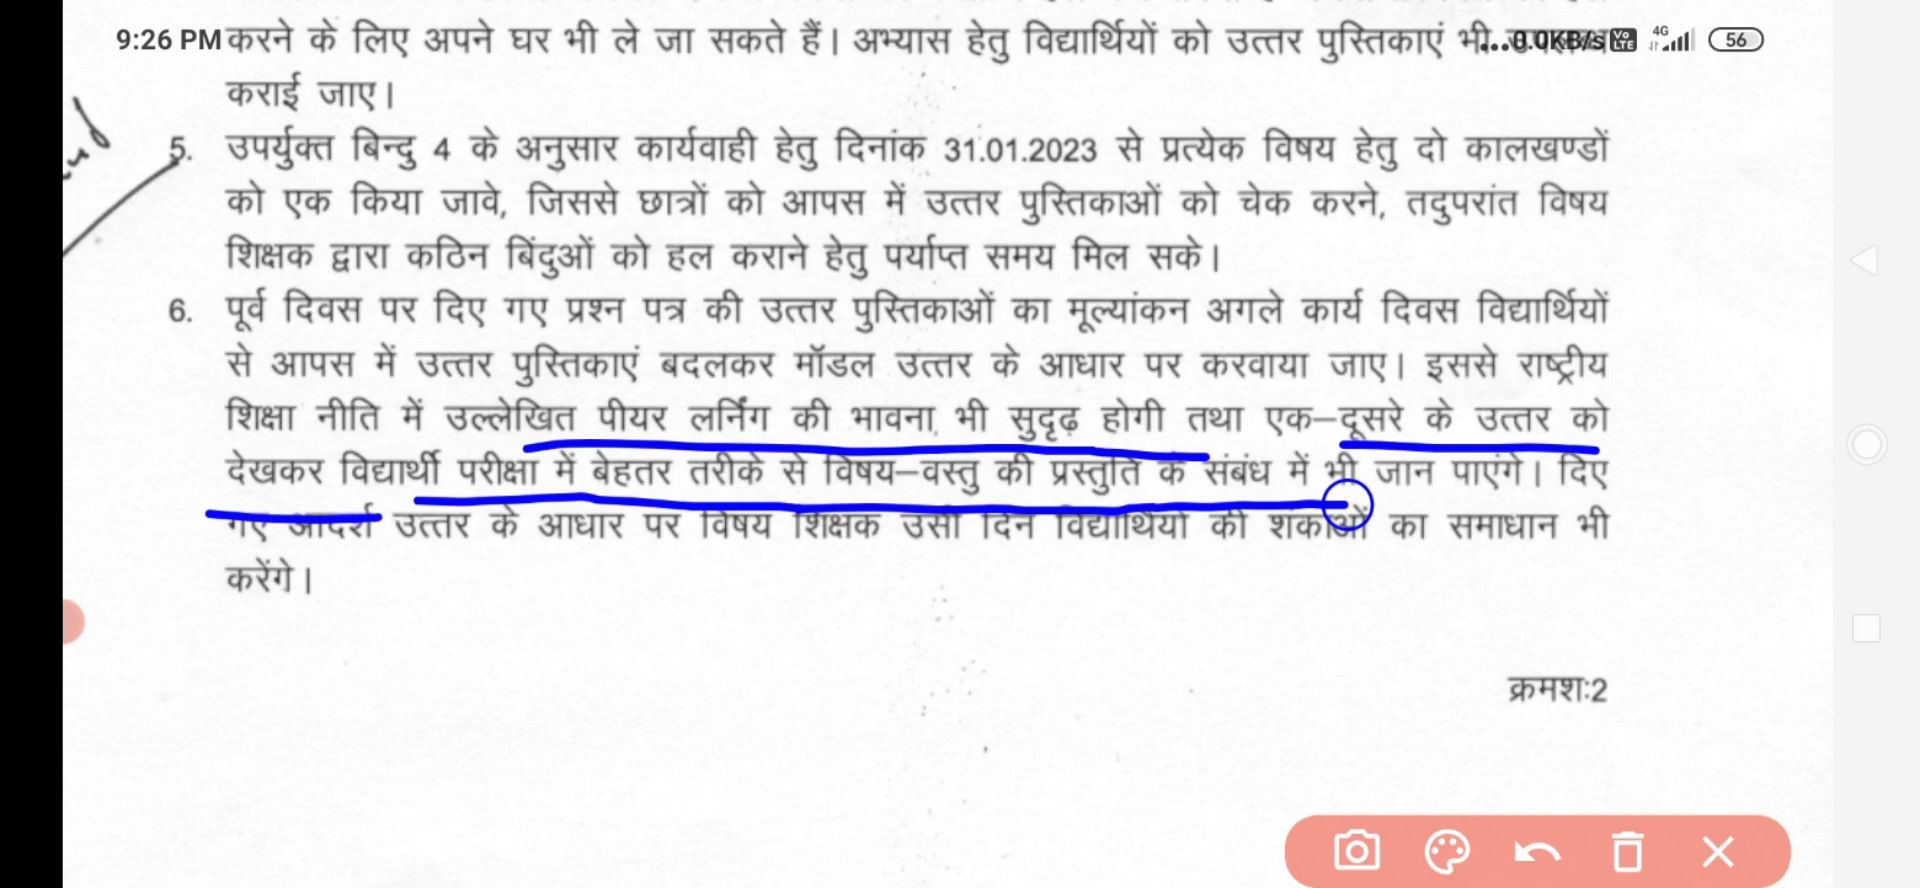 9:26 PM करने के लिए अपने घर भी ले जा सकते हैं। अभ्यास हेतु विद्यार्थियों को उत्तर पुस्तिकाएं भी ...0.0KB/s Vo LTE 4G 56
कराई जाए।
5. उपर्युक्त बिन्दु 4 के अनुसार कार्यवाही हेतु दिनांक 31.01.2023 से प्रत्येक विषय हेतु दो कालखण्डों
को एक किया जावे, जिससे छात्रों को आपस में उत्तर पुस्तिकाओं को चेक करने, तदुपरांत विषय
शिक्षक द्वारा कठिन बिंदुओं को हल कराने हेतु पर्याप्त समय मिल सके।
6. पूर्व दिवस पर दिए गए प्रश्न पत्र की उत्तर पुस्तिकाओं का मूल्यांकन अगले कार्य दिवस विद्यार्थियों
से आपस में उत्तर पुस्तिकाएं बदलकर मॉडल उत्तर के आधार पर करवाया जाए। इससे राष्ट्रीय
शिक्षा नीति में उल्लेखित पीयर लर्निंग की भावना भी सुदृढ़ होगी तथा एक–दूसरे के उत्तर को
देखकर विद्यार्थी परीक्षा में बेहतर तरीके से विषय–वस्तु की प्रस्तुति के संबंध में भी जान पाएंगे। दिए
गए आदर्श उत्तर के आधार पर विषय शिक्षक उसी दिन विद्यार्थियों की शंकाओं का समाधान भी
करेंगे।
क्रमशः2